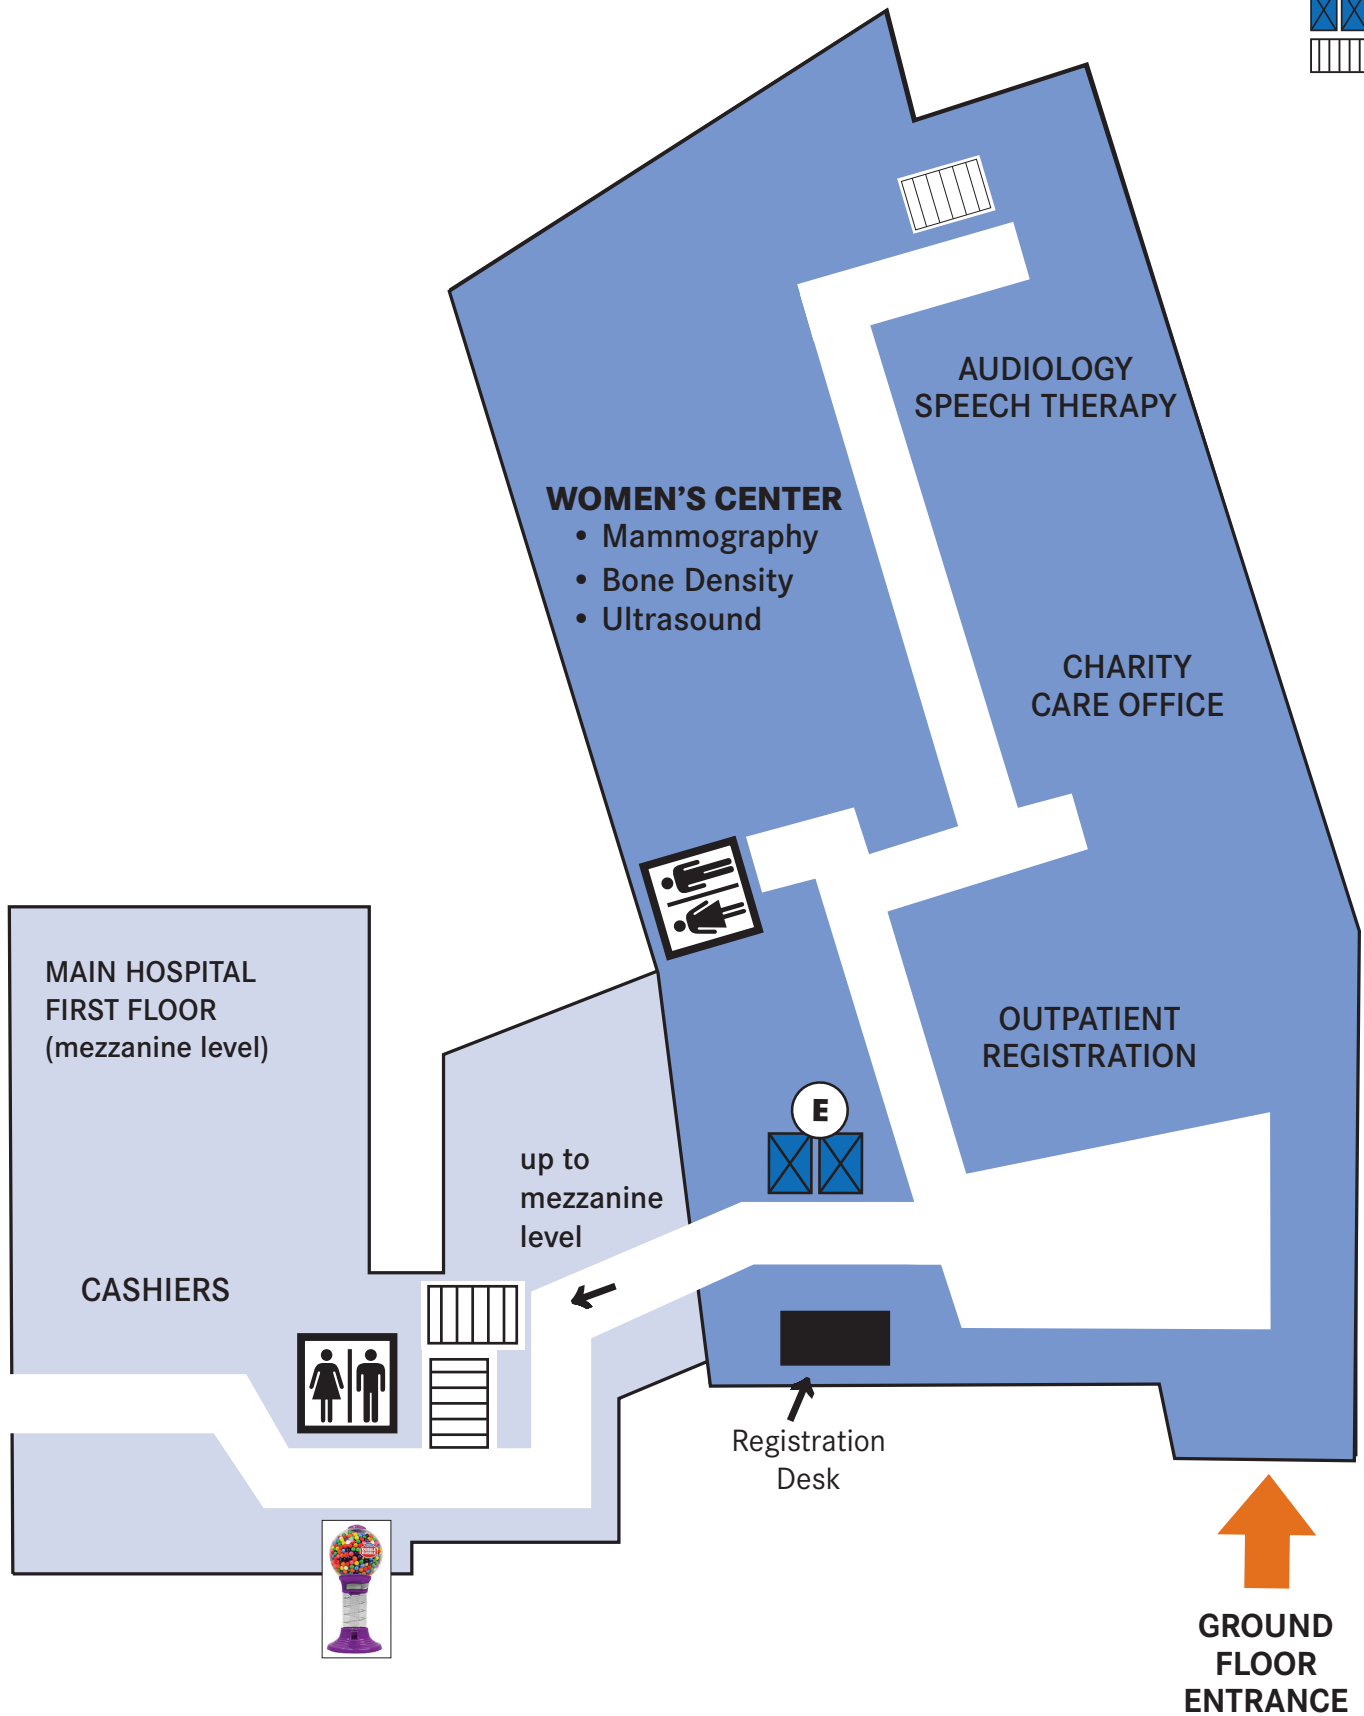 AUDIOLOGY
SPEECH THERAPY
WOMEN'S CENTER
• Mammography
• Bone Density
• Ultrasound
CHARITY
CARE OFFICE
MAIN HOSPITAL
FIRST FLOOR
(mezzanine level)
OUTPATIENT
REGISTRATION
E
up to
mezzanine
level
CASHIERS
Registration
Desk
GROUND
FLOOR
ENTRANCE